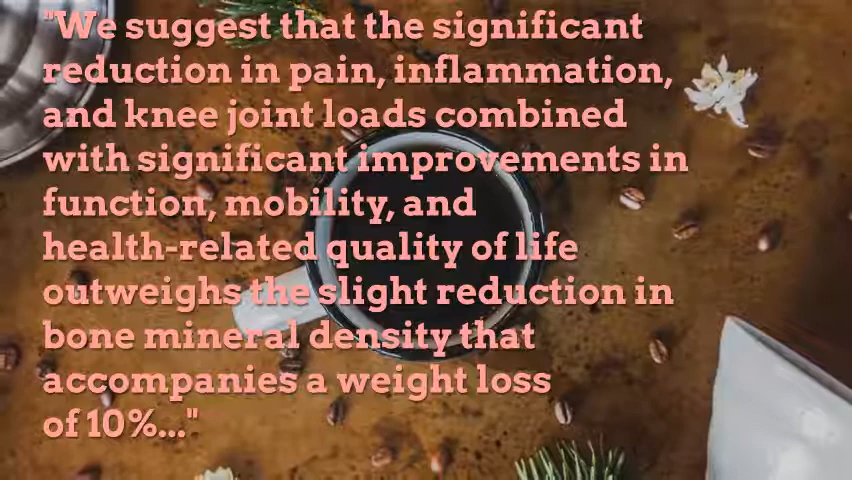 "We suggest that the significant
reduction in pain, inflammation,
and knee joint loads combined
with significant improvements in
function, mobility, and
health-related quality of life
outweighs the slight reduction in
bone mineral density that
accompanies a weight loss
of 10%..."